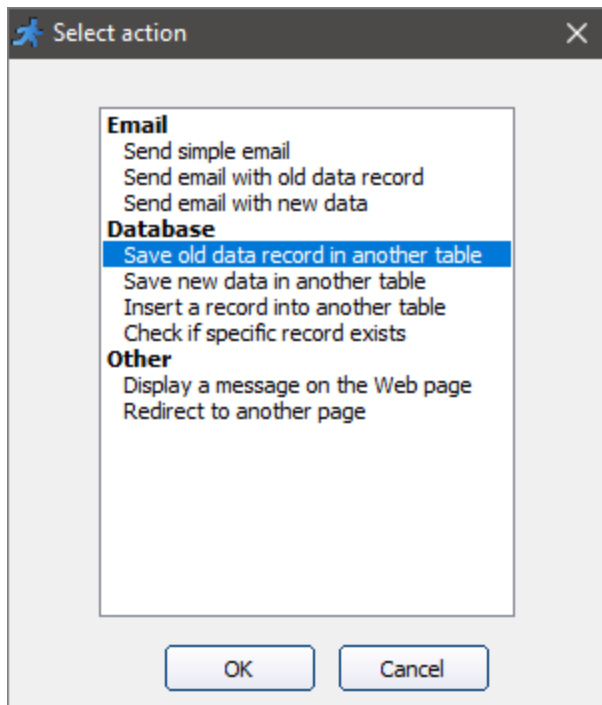 Select action
Email
Send simple email
Send email with old data record
Send email with new data
Database
Save old data record in another table
Save new data in another table
Insert a record into another table
Check if specific record exists
Other
Display a message on the Web page
Redirect to another page
OK
Cancel